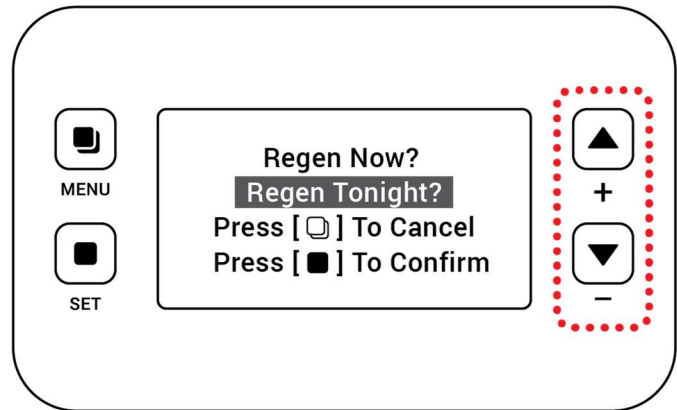 MENU
SET
Regen Now?
Regen Tonight?
Press [ ] To Cancel
Press [ ] To Confirm
+
−